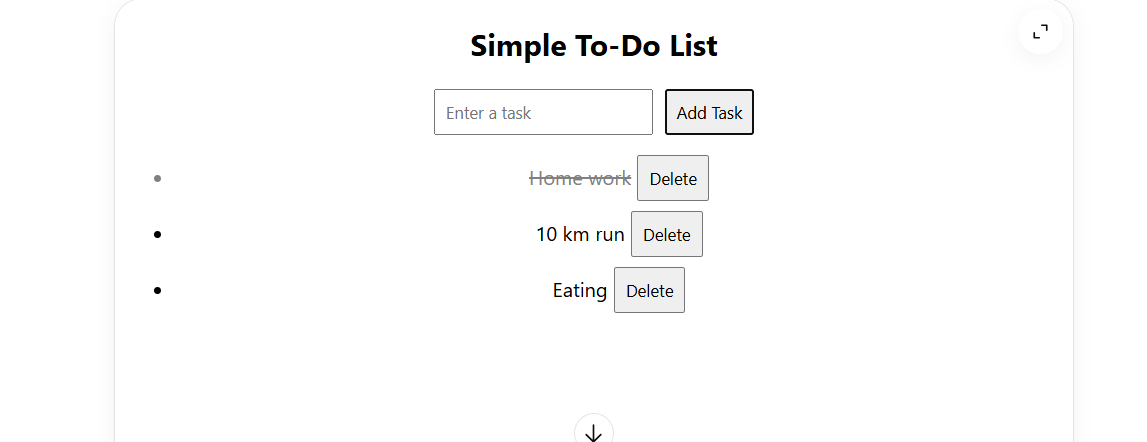 Simple To-Do List
Enter a task Add Task
Home work Delete
10 km run Delete
Eating Delete